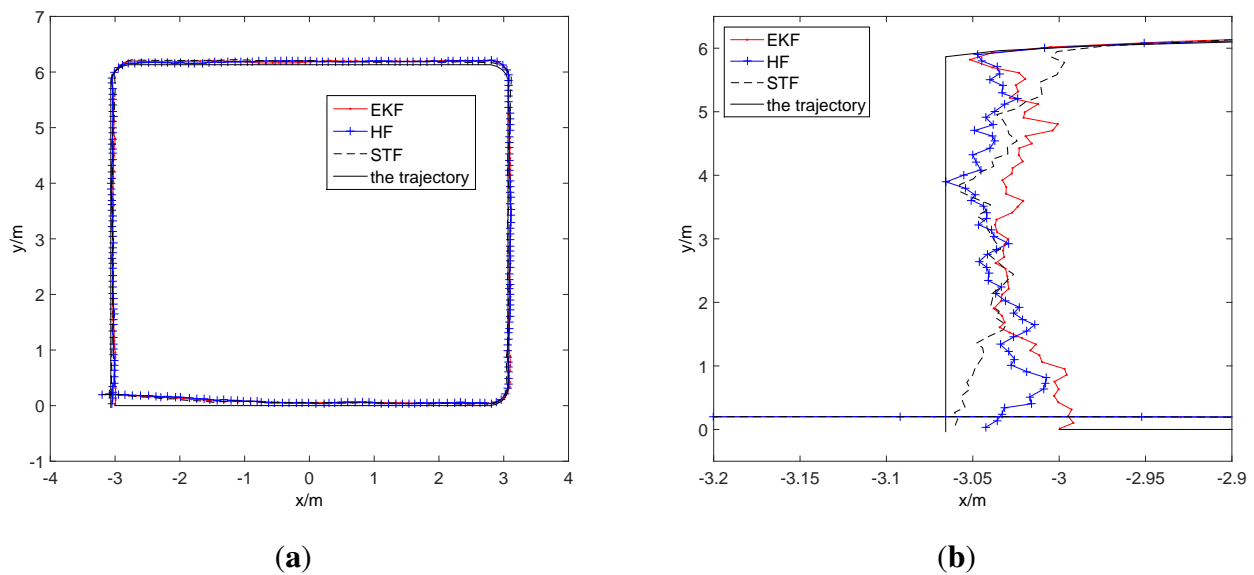 7
6
5
4
3
2
1
0
-1
y/m
EKF
HF
STF
the trajectory
-4 -3 -2 -1 0 1 2 3 4
x/m
(a)
6
5
4
3
2
1
0
y/m
EKF
HF
STF
the trajectory
-3.2 -3.15 -3.1 -3.05 -3 -2.95 -2.9
x/m
(b)